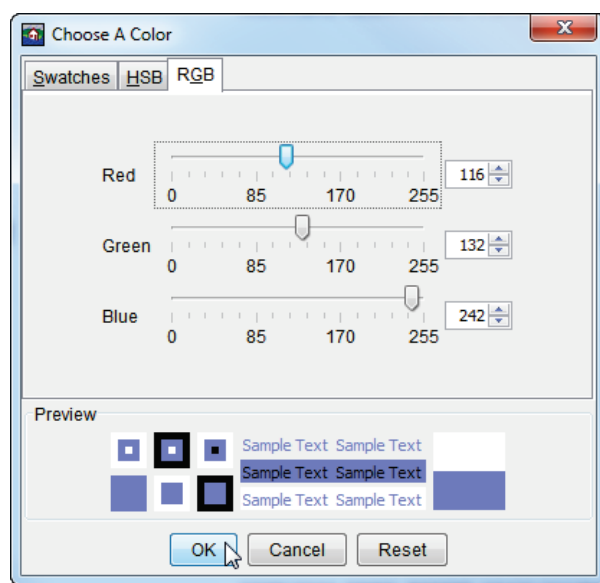 Choose A Color
Swatches HSB RGB
Red 116
0 85 170 255
Green 132
0 85 170 255
Blue 242
0 85 170 255
Preview
Sample Text Sample Text
Sample Text Sample Text
Sample Text Sample Text
OK Cancel Reset